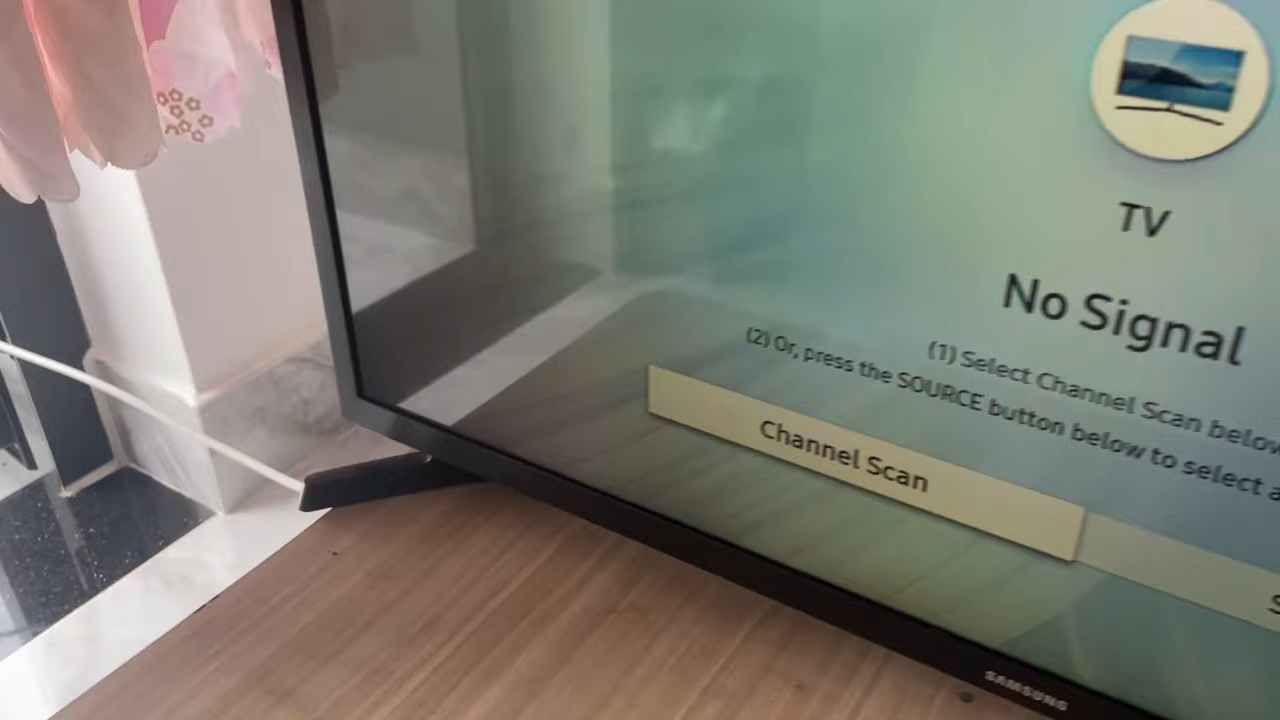 TV
No Signal
(1) Select Channel Scan below
(2) Or, press the SOURCE button below to select a
Channel Scan
S
SAMSUNG